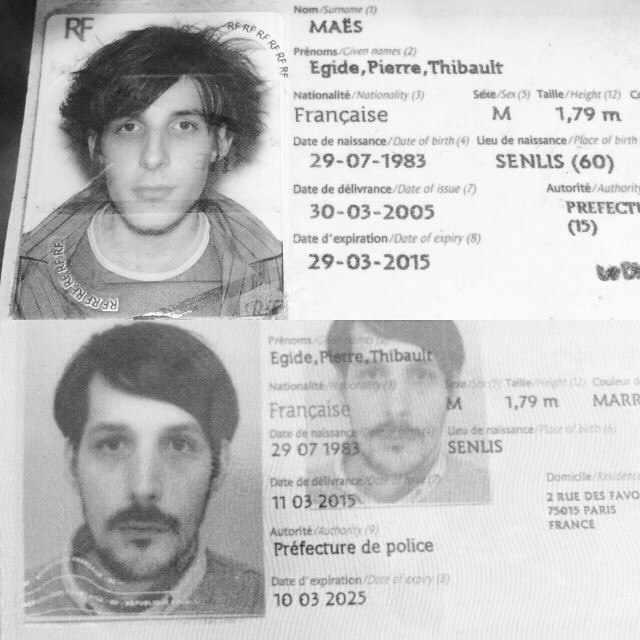 RF
RF RF RF RF RF
Nom/Surname (1)
MAËS
Prénoms/Given names (2)
Egide,Pierre,Thibault
Nationalité/Nationality (3) Sexe/Sex (5) Taille/Height (12) Co
Française M 1,79 m
Date de naissance/Date of birth (4) Lieu de naissance/Place of birth
29-07-1983 SENLIS (60)
Date de délivrance/Date of issue (7) Autorité/Authority
30-03-2005 PREFECTU
(15)
Date d'expiration/Date of expiry (8)
29-03-2015
RF RF RF RF RF
Prénoms/Given names (2)
Egide,Pierre,Thibault
Nationalité/Nationality (3) Sexe/Sex (5) Taille/Height (12) Couleur d
Française M 1,79 m MARR
Date de naissance/Date of birth (4) Lieu de naissance/Place of birth (6)
29 07 1983 SENLIS
Date de délivrance/Date of issue (7) Domicile/Residence
11 03 2015 2 RUE DES FAVO
75015 PARIS
FRANCE
Autorité/Authority (9)
Préfecture de police
Date d'expiration/Date of expiry (8)
10 03 2025